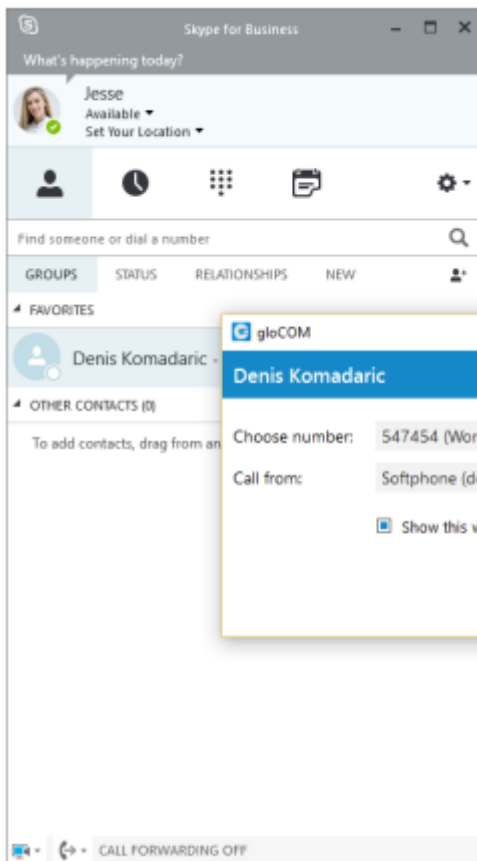 Skype for Business
What's happening today?
Jesse
Available
Set Your Location
Find someone or dial a number
GROUPS STATUS RELATIONSHIPS NEW
FAVORITES
gloCOM
Denis Komadaric -
Denis Komadaric
OTHER CONTACTS (0)
Choose number: 547454 (Wor
To add contacts, drag from an
Call from: Softphone (d
Show this w
CALL FORWARDING OFF